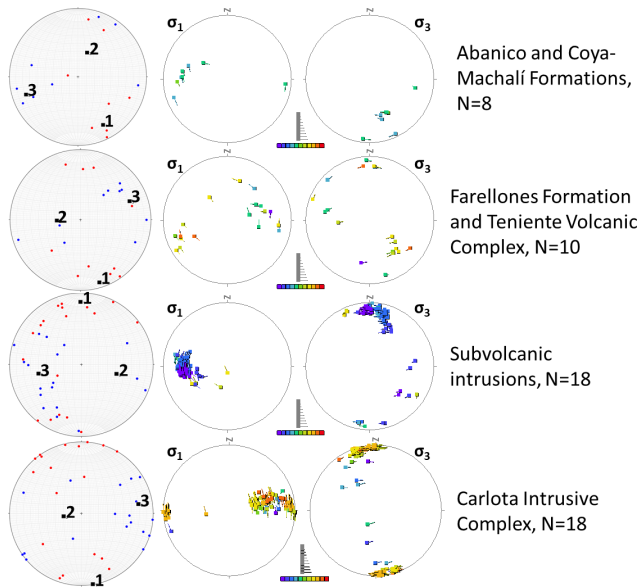 σ1
σ3
.2
.3
.1
Abanico and Coya-
Machalí Formations,
N=8
Z
Z
σ1
σ3
.3
.2
.1
Farellones Formation
and Teniente Volcanic
Complex, N=10
Z
Z
.1
σ1
σ3
.3
.2
Subvolcanic
intrusions, N=18
Z
Z
σ1
σ3
.3
.2
.1
Carlota Intrusive
Complex, N=18